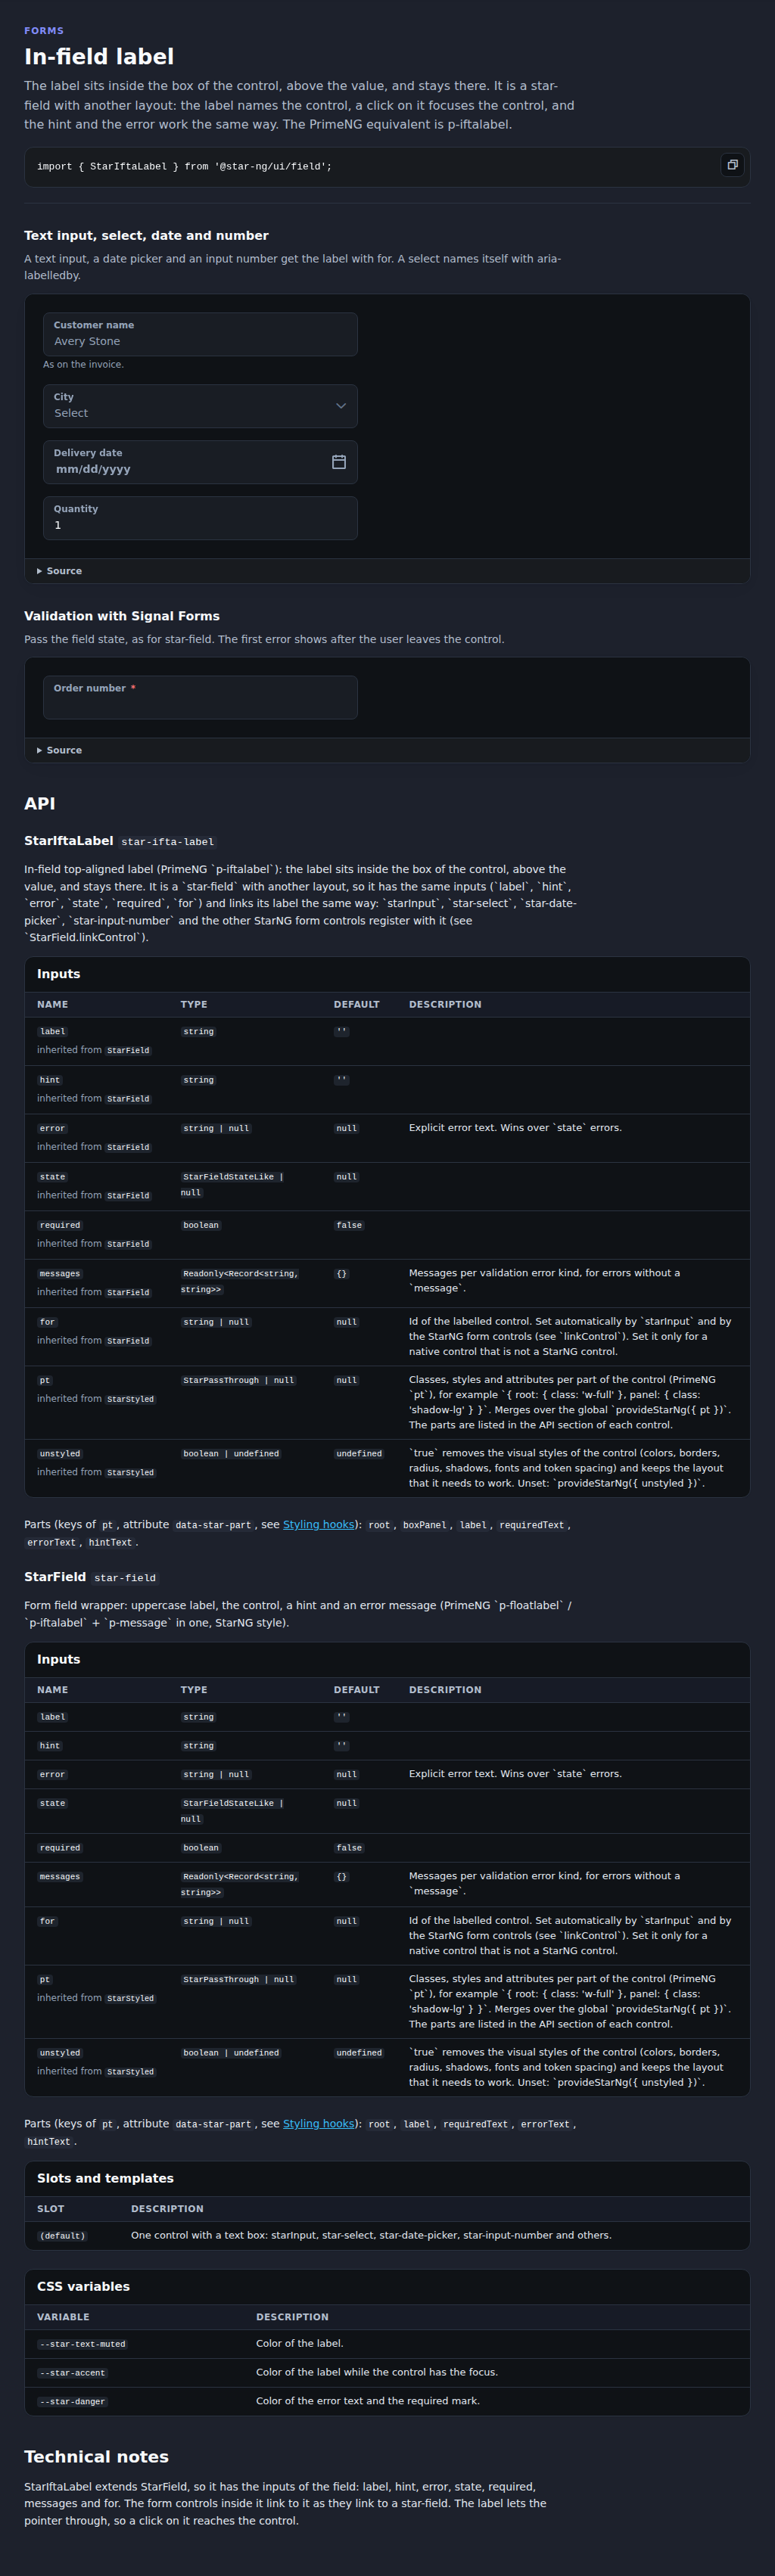 FORMS
In-field label
The label sits inside the box of the control, above the value, and stays there. It is a star-
field with another layout: the label names the control, a click on it focuses the control, and
the hint and the error work the same way. The PrimeNG equivalent is p-iftalabel.
import { StarIftaLabel } from '@star-ng/ui/field';
Text input, select, date and number
A text input, a date picker and an input number get the label with for. A select names itself with aria-
labelledby.
Customer name
Avery Stone
As on the invoice.
City
Select
Delivery date
mm/dd/yyyy
Quantity
1
Source
Validation with Signal Forms
Pass the field state, as for star-field. The first error shows after the user leaves the control.
Order number *
Source
API
StarIftaLabel star-ifta-label
In-field top-aligned label (PrimeNG `p-iftalabel`): the label sits inside the box of the control, above the
value, and stays there. It is a `star-field` with another layout, so it has the same inputs (`label`, `hint`,
`error`, `state`, `required`, `for`) and links its label the same way: `starInput`, `star-select`, `star-date-
picker`, `star-input-number` and the other StarNG form controls register with it (see
`StarField.linkControl`).
Inputs
NAME TYPE DEFAULT DESCRIPTION
label string ''
inherited from StarField
hint string ''
inherited from StarField
error string | null null Explicit error text. Wins over `state` errors.
inherited from StarField
state StarFieldStateLike | null
null
inherited from StarField
required boolean false
inherited from StarField
messages Readonly<Record<string, {} Messages per validation error kind, for errors without a
inherited from StarField string>> `message`.
for string | null null Id of the labelled control. Set automatically by `starInput` and by
inherited from StarField the StarNG form controls (see `linkControl`). Set it only for a
native control that is not a StarNG control.
pt StarPassThrough | null null Classes, styles and attributes per part of the control (PrimeNG
inherited from StarStyled `pt`), for example `{ root: { class: 'w-full' }, panel: { class:
'shadow-lg' } }`. Merges over the global `provideStarNg({ pt })`.
The parts are listed in the API section of each control.
unstyled boolean | undefined undefined `true` removes the visual styles of the control (colors, borders,
inherited from StarStyled radius, shadows, fonts and token spacing) and keeps the layout
that it needs to work. Unset: `provideStarNg({ unstyled })`.
Parts (keys of pt, attribute data-star-part, see Styling hooks): root, boxPanel, label, requiredText,
errorText, hintText.
StarField star-field
Form field wrapper: uppercase label, the control, a hint and an error message (PrimeNG `p-floatlabel` /
`p-iftalabel` + `p-message` in one, StarNG style).
Inputs
NAME TYPE DEFAULT DESCRIPTION
label string ''
hint string ''
error string | null null Explicit error text. Wins over `state` errors.
state StarFieldStateLike | null
null
required boolean false
messages Readonly<Record<string, {} Messages per validation error kind, for errors without a
string>> `message`.
for string | null null Id of the labelled control. Set automatically by `starInput` and by
the StarNG form controls (see `linkControl`). Set it only for a
native control that is not a StarNG control.
pt StarPassThrough | null null Classes, styles and attributes per part of the control (PrimeNG
inherited from StarStyled `pt`), for example `{ root: { class: 'w-full' }, panel: { class:
'shadow-lg' } }`. Merges over the global `provideStarNg({ pt })`.
The parts are listed in the API section of each control.
unstyled boolean | undefined undefined `true` removes the visual styles of the control (colors, borders,
inherited from StarStyled radius, shadows, fonts and token spacing) and keeps the layout
that it needs to work. Unset: `provideStarNg({ unstyled })`.
Parts (keys of pt, attribute data-star-part, see Styling hooks): root, label, requiredText, errorText,
hintText.
Slots and templates
SLOT DESCRIPTION
(default) One control with a text box: starInput, star-select, star-date-picker, star-input-number and others.
CSS variables
VARIABLE DESCRIPTION
--star-text-muted Color of the label.
--star-accent Color of the label while the control has the focus.
--star-danger Color of the error text and the required mark.
Technical notes
StarIftaLabel extends StarField, so it has the inputs of the field: label, hint, error, state, required,
messages and for. The form controls inside it link to it as they link to a star-field. The label lets the
pointer through, so a click on it reaches the control.